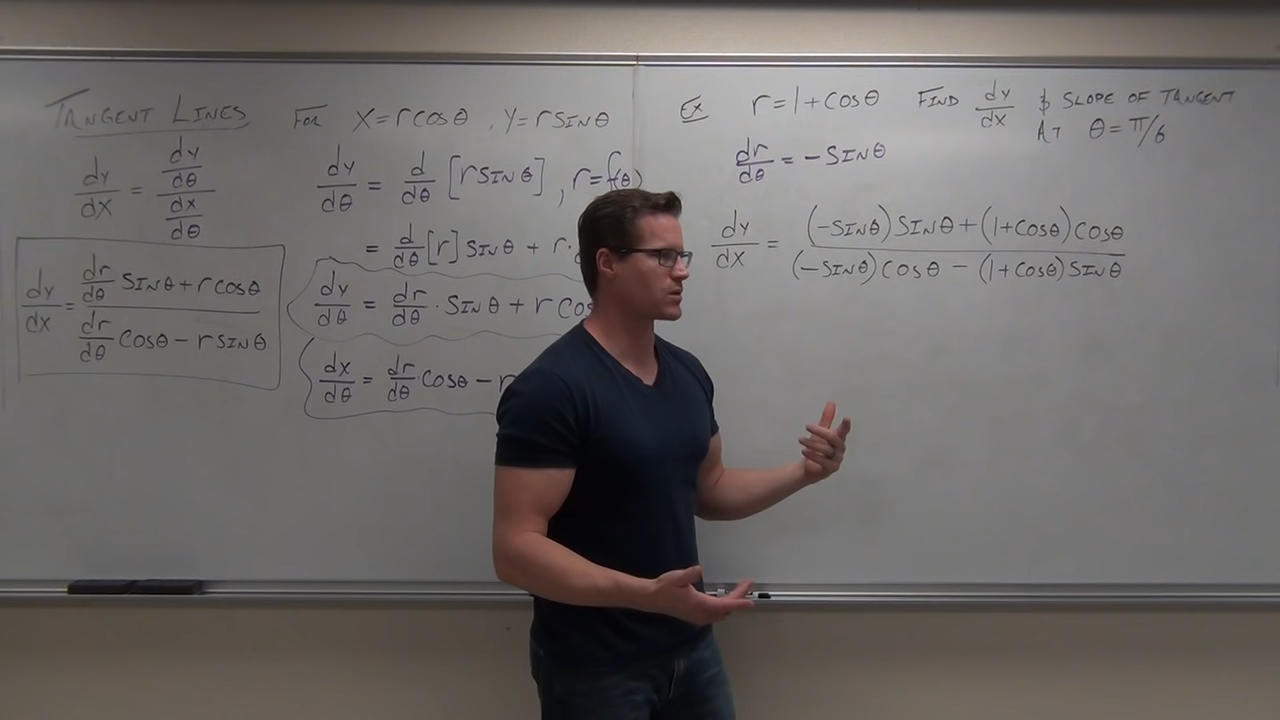 TANGENT LINES
dy/dx = (dy/dθ)/(dx/dθ)
dy/dx = (dr/dθ SINθ + r COSθ)/(dr/dθ COSθ − r SINθ)
FOR X = r COSθ , Y = r SINθ
dy/dθ = d/dθ [r SINθ] , r = f(θ)
= d/dθ [r] SINθ + r ·
dy/dθ = dr/dθ · SINθ + r COS
dx/dθ = dr/dθ · COSθ − r
EX r = 1 + COSθ FIND dy/dx & SLOPE OF TANGENT
AT θ = π/6
dr/dθ = −SINθ
dy/dx = ((−SINθ) SINθ + (1+COSθ) COSθ)/((−SINθ) COSθ − (1+COSθ) SINθ)